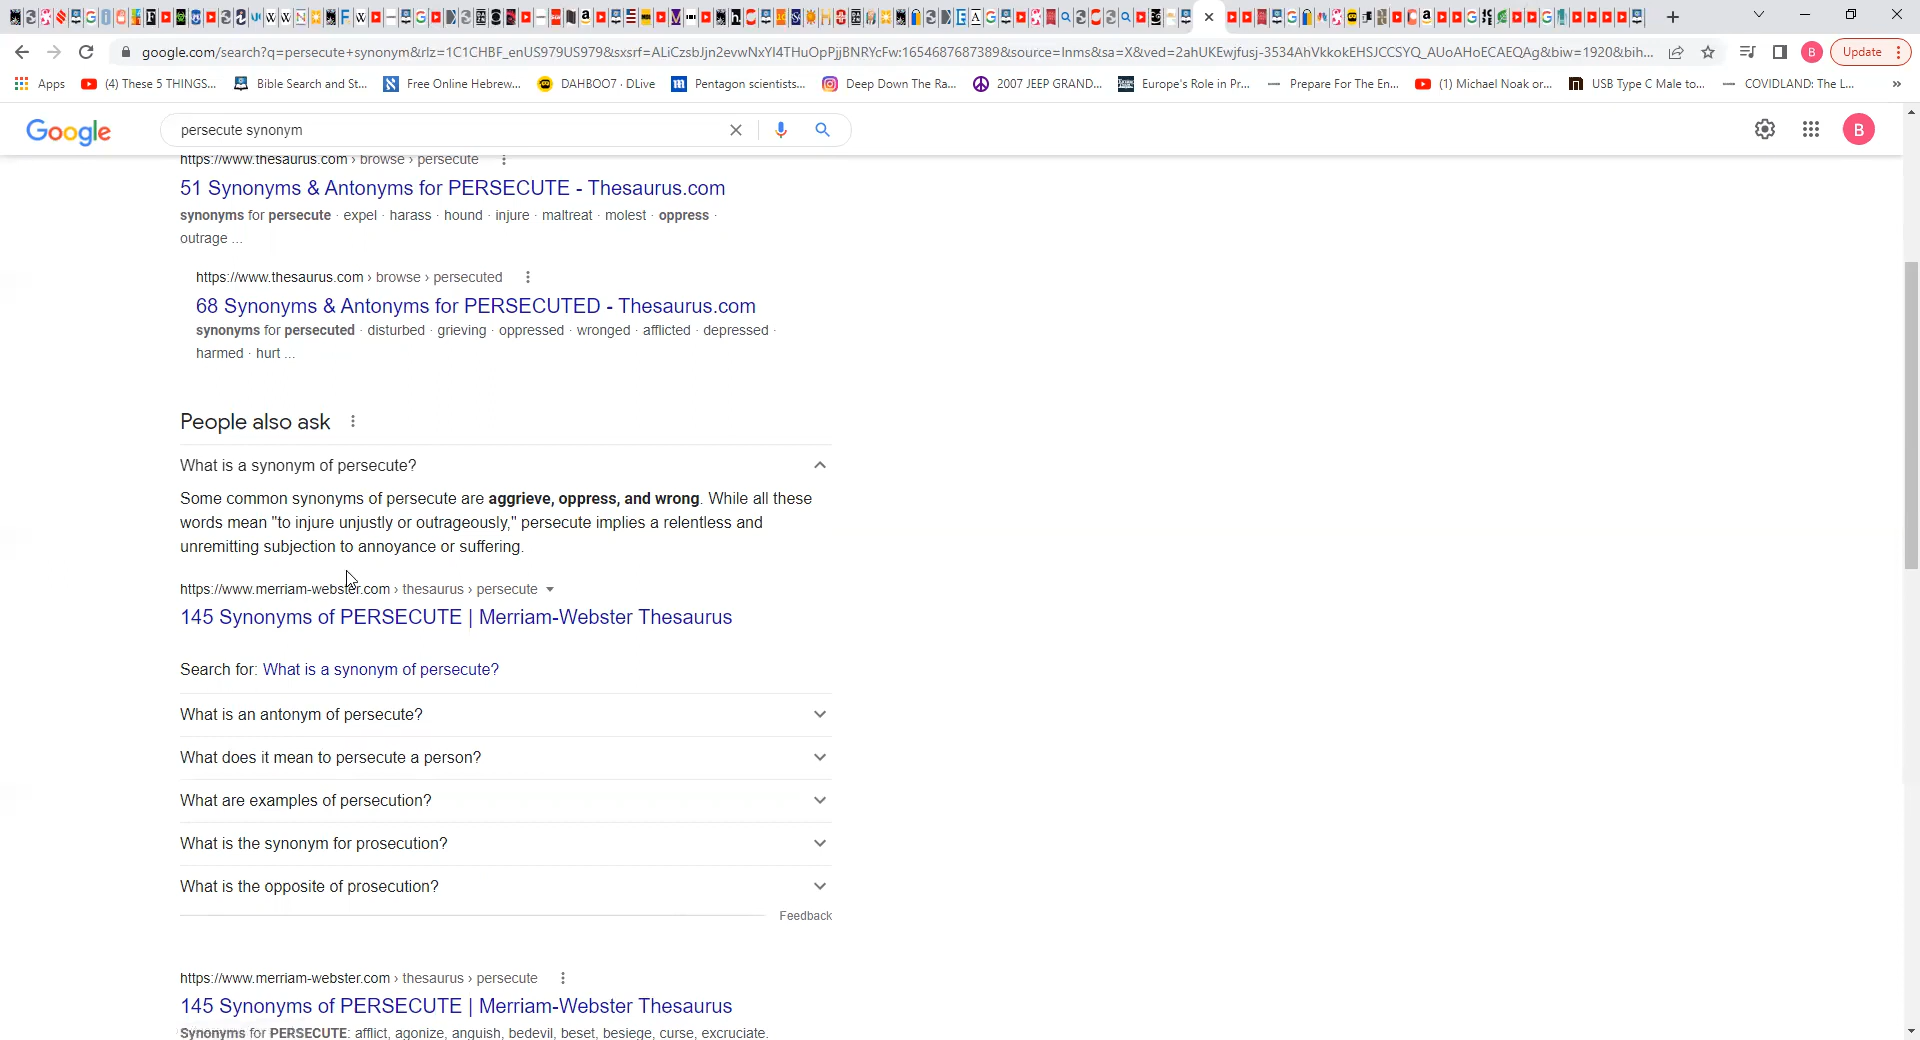 google.com/search?q=persecute+synonym&rlz=1C1CHBF_enUS979US979&sxsrf=ALiCzsbJjn2evwNxYI4THuOpPjjBNRYcFw:1654687687389&source=lnms&sa=X&ved=2ahUKEwjfusj-3534AhVkkokEHSJCCSYQ_AUoAHoECAEQAg&biw=1920&bih...
B
Update
Apps
(4) These 5 THINGS...
Bible Search and St...
Free Online Hebrew...
DAHBOO7 · DLive
Pentagon scientists...
Deep Down The Ra...
2007 JEEP GRAND...
Europe's Role in Pr...
Prepare For The En...
(1) Michael Noak or...
USB Type C Male to...
COVIDLAND: The L...
»
Google
persecute synonym
B
https://www.thesaurus.com › browse › persecute
51 Synonyms & Antonyms for PERSECUTE - Thesaurus.com
synonyms for persecute · expel · harass · hound · injure · maltreat · molest · oppress ·
outrage ...
https://www.thesaurus.com › browse › persecuted
68 Synonyms & Antonyms for PERSECUTED - Thesaurus.com
synonyms for persecuted · disturbed · grieving · oppressed · wronged · afflicted · depressed ·
harmed · hurt ...
People also ask
What is a synonym of persecute?
Some common synonyms of persecute are aggrieve, oppress, and wrong. While all these
words mean "to injure unjustly or outrageously," persecute implies a relentless and
unremitting subjection to annoyance or suffering.
https://www.merriam-webster.com › thesaurus › persecute
145 Synonyms of PERSECUTE | Merriam-Webster Thesaurus
Search for: What is a synonym of persecute?
What is an antonym of persecute?
What does it mean to persecute a person?
What are examples of persecution?
What is the synonym for prosecution?
What is the opposite of prosecution?
Feedback
https://www.merriam-webster.com › thesaurus › persecute
145 Synonyms of PERSECUTE | Merriam-Webster Thesaurus
Synonyms for PERSECUTE: afflict, agonize, anguish, bedevil, beset, besiege, curse, excruciate.